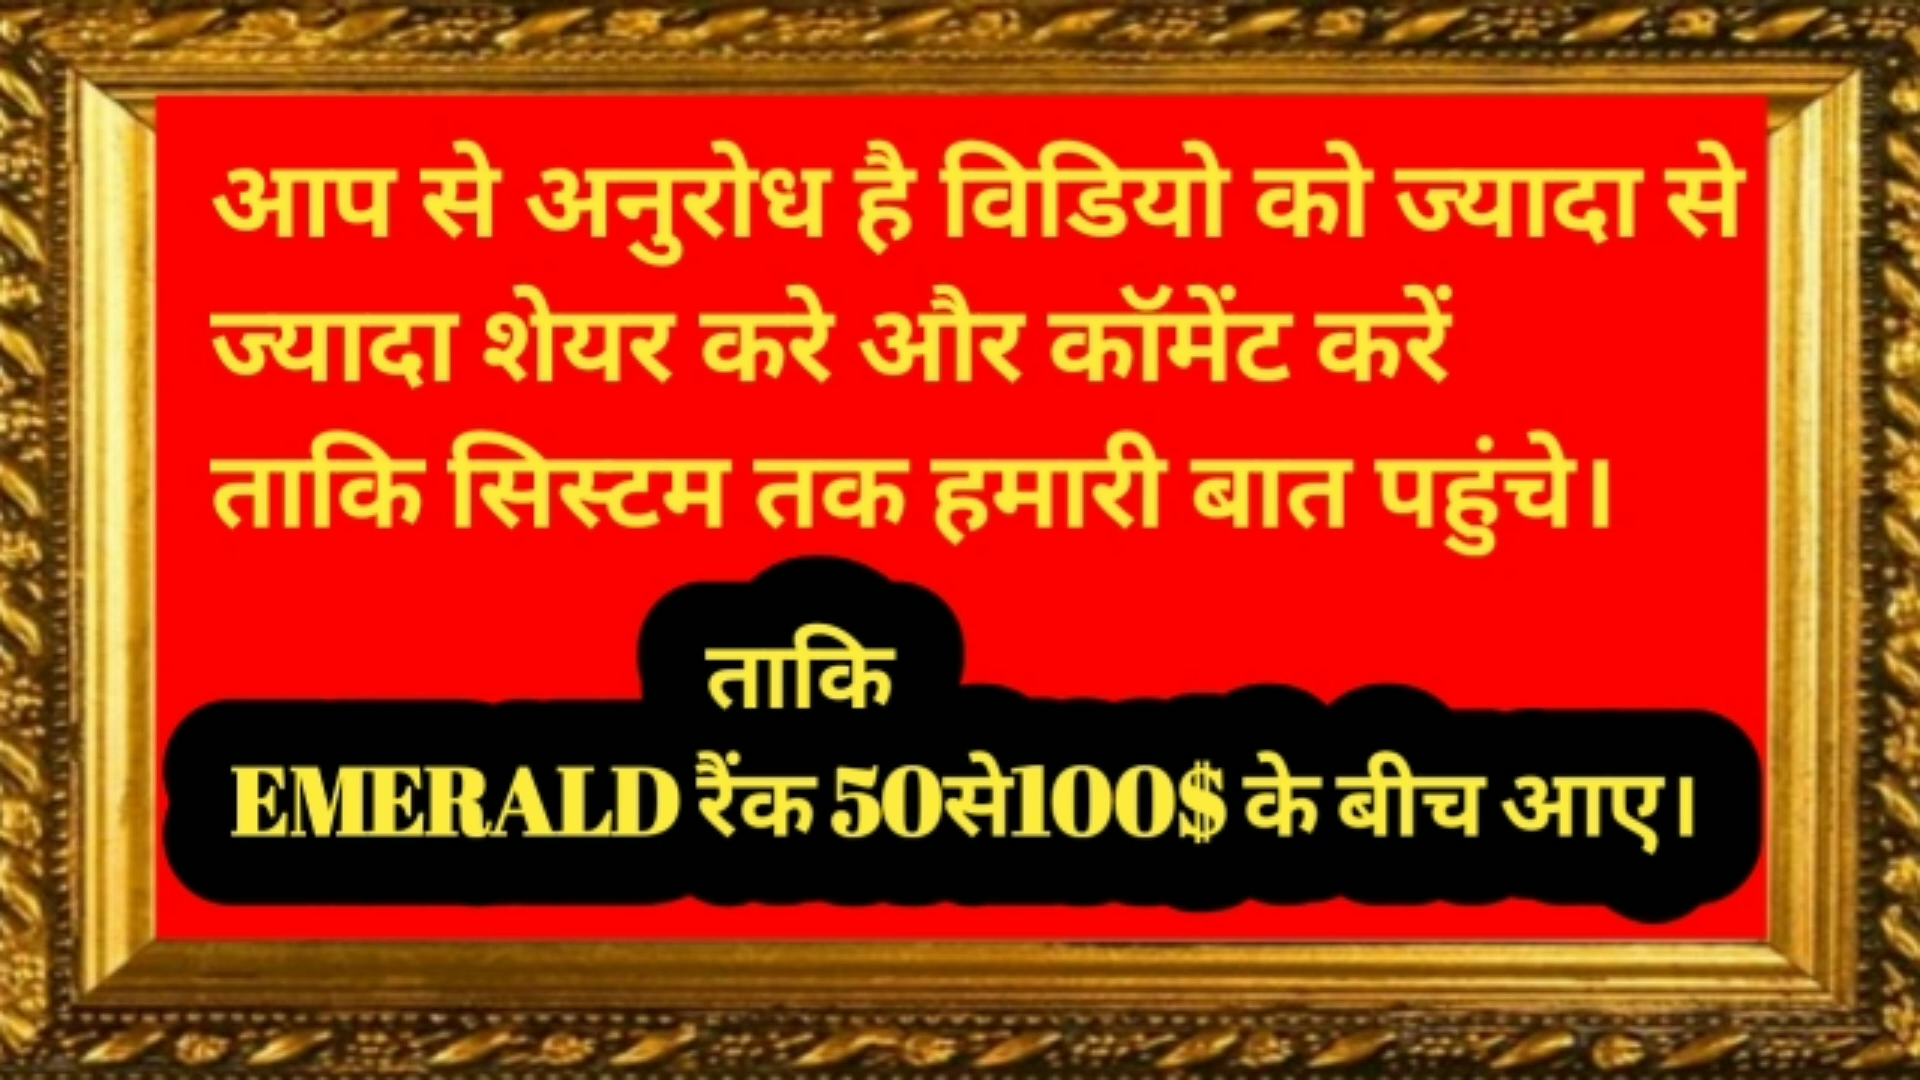 आप से अनुरोध है विडियो को ज्यादा से
ज्यादा शेयर करे और कॉमेंट करें
ताकि सिस्टम तक हमारी बात पहुंचे।
ताकि
EMERALD रैंक 50से100$ के बीच आए।